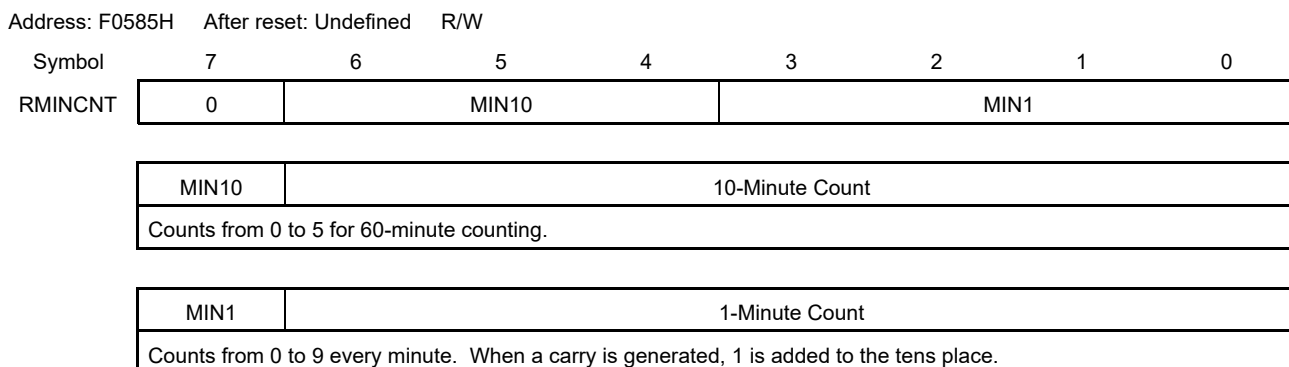 Address: F0585H After reset: Undefined R/W
Symbol 7 6 5 4 3 2 1 0
RMINCNT 0 MIN10 MIN1
MIN10 10-Minute Count
Counts from 0 to 5 for 60-minute counting.
MIN1 1-Minute Count
Counts from 0 to 9 every minute. When a carry is generated, 1 is added to the tens place.